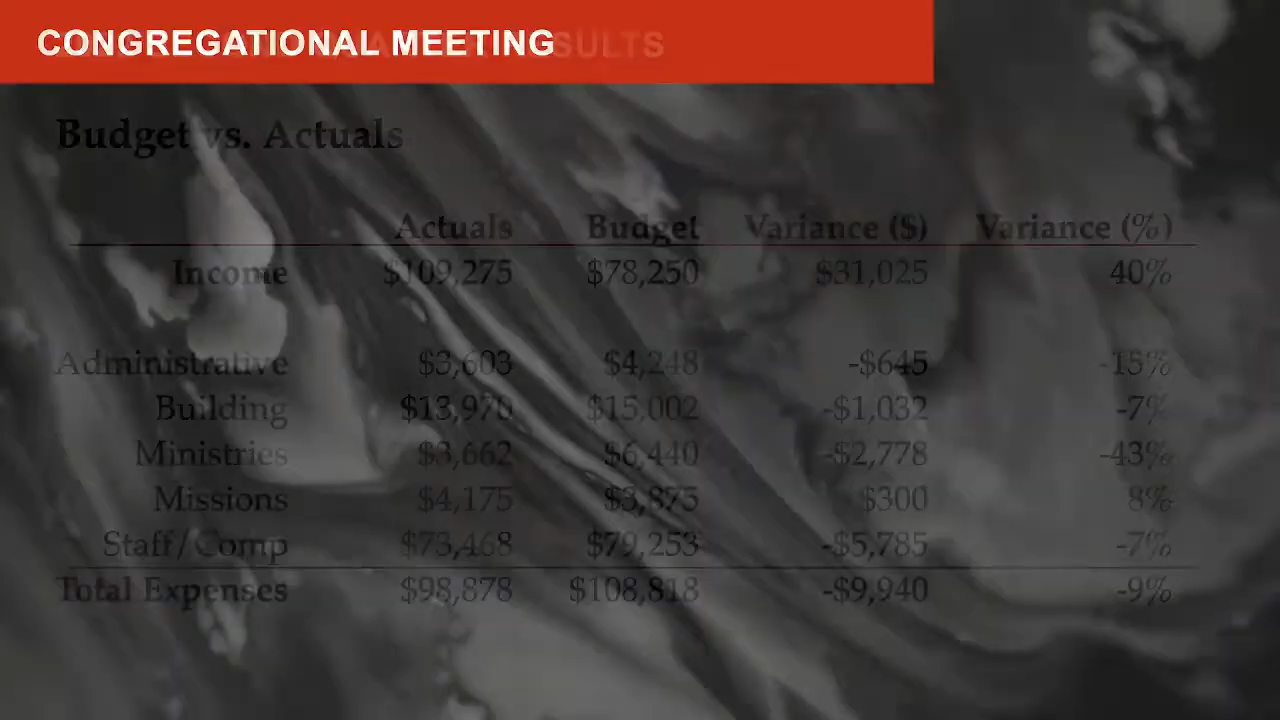 CONGREGATIONAL MEETING
SULTS
Budget vs. Actuals
Actuals Budget Variance ($) Variance (%)
Income $109,275 $78,250 $31,025 40%
Administrative $3,603 $4,248 -$645 -15%
Building $13,970 $15,002 -$1,032 -7%
Ministries $3,662 $6,440 -$2,778 -43%
Missions $4,175 $3,875 $300 8%
Staff/Comp $73,468 $79,253 -$5,785 -7%
Total Expenses $98,878 $108,818 -$9,940 -9%